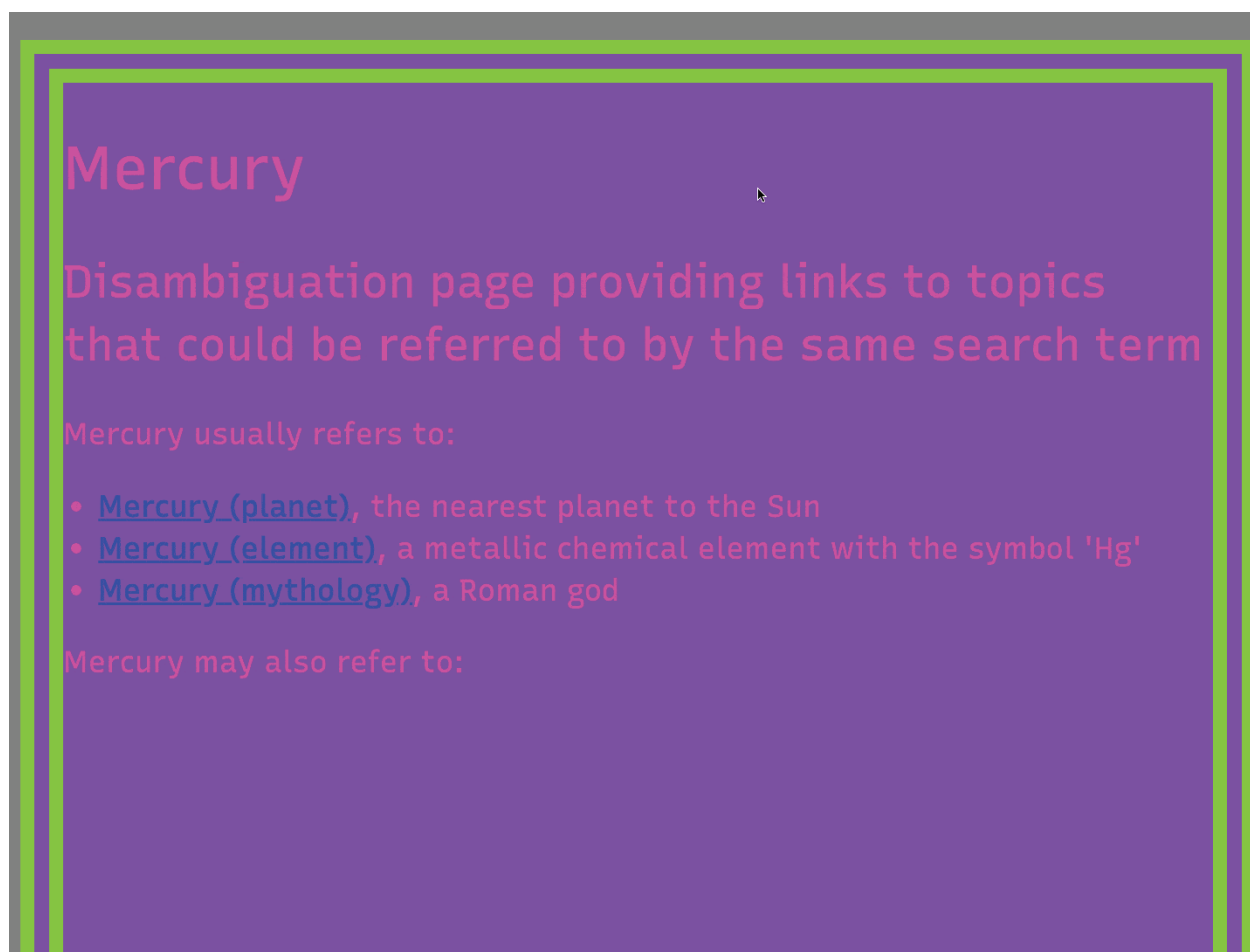 Mercury
Disambiguation page providing links to topics
that could be referred to by the same search term
Mercury usually refers to:
• Mercury (planet), the nearest planet to the Sun
• Mercury (element), a metallic chemical element with the symbol 'Hg'
• Mercury (mythology), a Roman god
Mercury may also refer to: